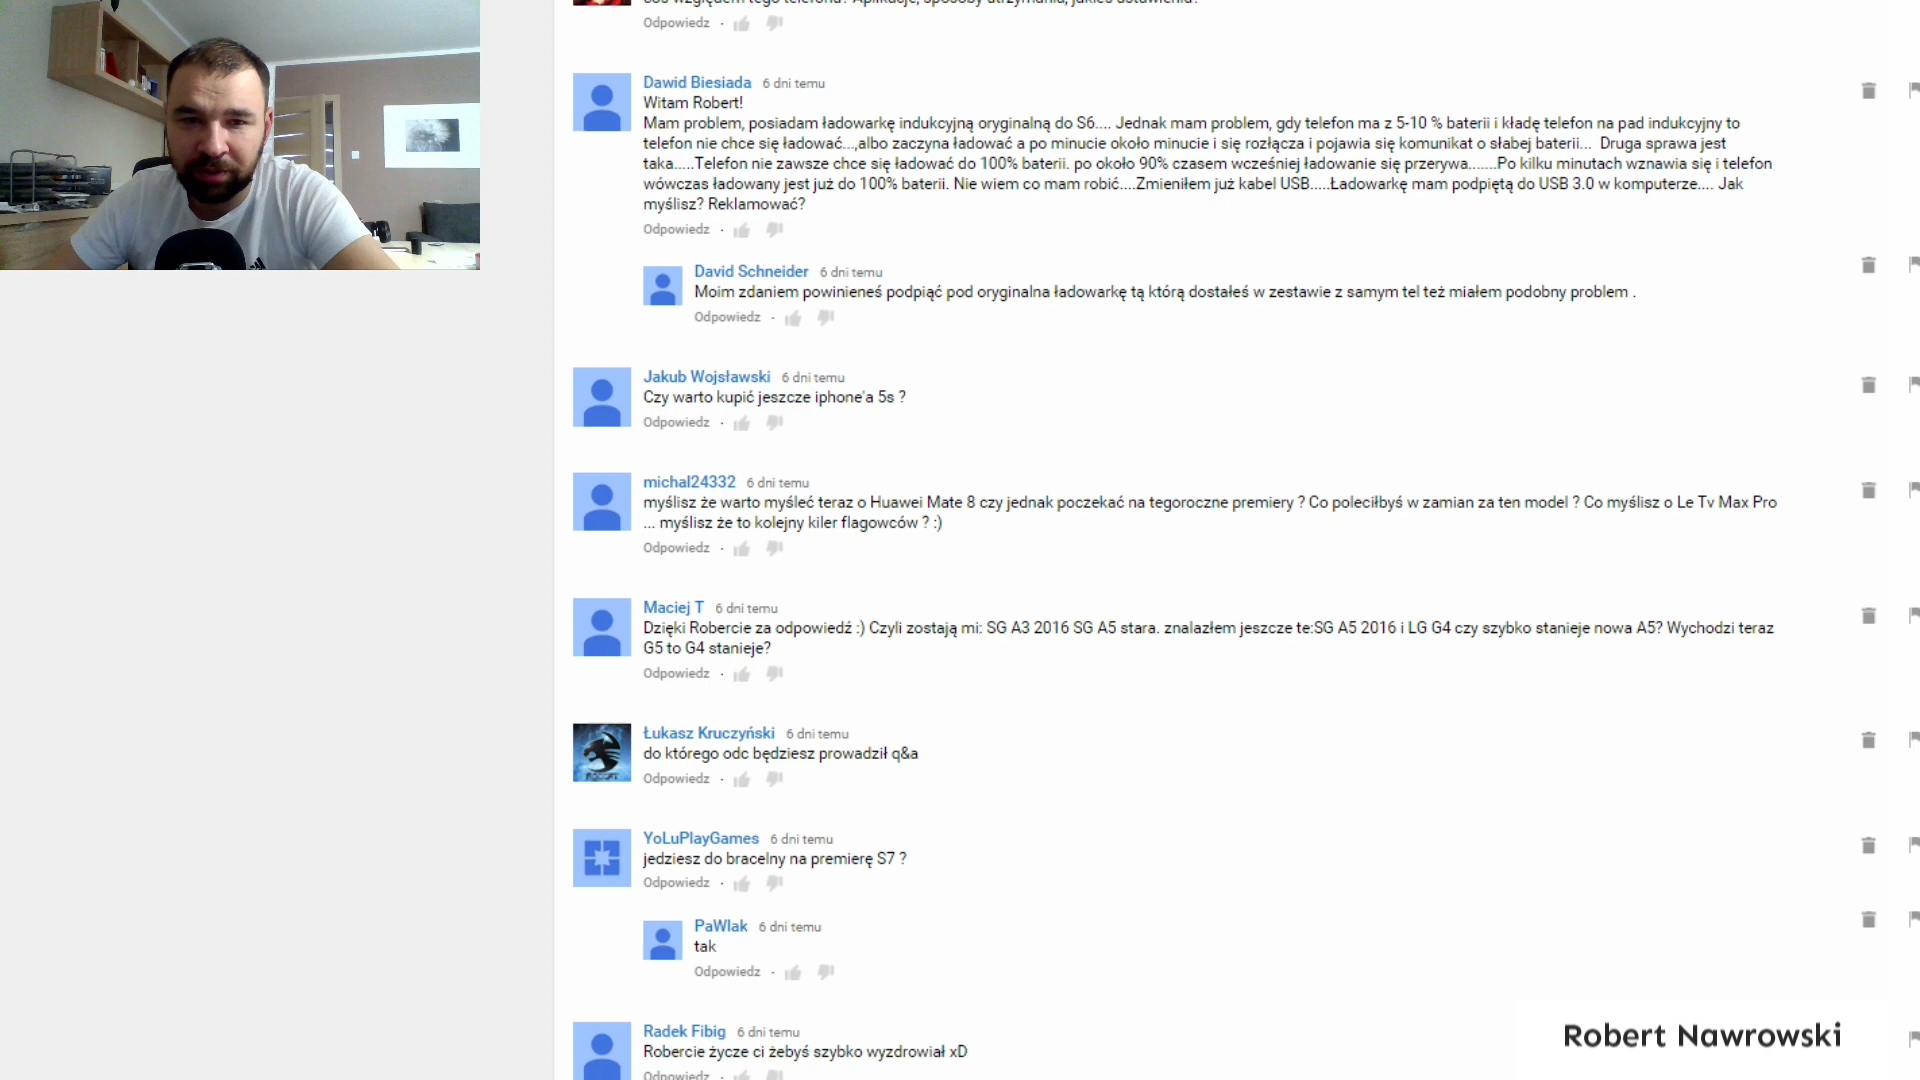 Odpowiedz ·
Dawid Biesiada 6 dni temu
Witam Robert!
Mam problem, posiadam ładowarkę indukcyjną oryginalną do S6.... Jednak mam problem, gdy telefon ma z 5-10 % baterii i kładę telefon na pad indukcyjny to
telefon nie chce się ładować...,albo zaczyna ładować a po minucie około minucie i się rozłącza i pojawia się komunikat o słabej baterii... Druga sprawa jest
taka.....Telefon nie zawsze chce się ładować do 100% baterii. po około 90% czasem wcześniej ładowanie się przerywa.......Po kilku minutach wznawia się i telefon
wówczas ładowany jest już do 100% baterii. Nie wiem co mam robić....Zmieniłem już kabel USB.....Ładowarkę mam podpiętą do USB 3.0 w komputerze.... Jak
myślisz? Reklamować?
Odpowiedz ·
David Schneider 6 dni temu
Moim zdaniem powinieneś podpiąć pod oryginalna ładowarkę tą którą dostałeś w zestawie z samym tel też miałem podobny problem .
Odpowiedz ·
Jakub Wojsławski 6 dni temu
Czy warto kupić jeszcze iphone'a 5s ?
Odpowiedz ·
michal24332 6 dni temu
myślisz że warto myśleć teraz o Huawei Mate 8 czy jednak poczekać na tegoroczne premiery ? Co poleciłbyś w zamian za ten model ? Co myślisz o Le Tv Max Pro
... myślisz że to kolejny kiler flagowców ? :)
Odpowiedz ·
Maciej T 6 dni temu
Dzięki Robercie za odpowiedź :) Czyli zostają mi: SG A3 2016 SG A5 stara. znalazłem jeszcze te:SG A5 2016 i LG G4 czy szybko stanieje nowa A5? Wychodzi teraz
G5 to G4 stanieje?
Odpowiedz ·
Łukasz Kruczyński 6 dni temu
do którego odc będziesz prowadził q&a
Odpowiedz ·
YoLuPlayGames 6 dni temu
jedziesz do bracelny na premierę S7 ?
Odpowiedz ·
PaWlak 6 dni temu
tak
Odpowiedz ·
Radek Fibig 6 dni temu
Robercie życze ci żebyś szybko wyzdrowiał xD
Odpowiedz ·
Robert Nawrowski